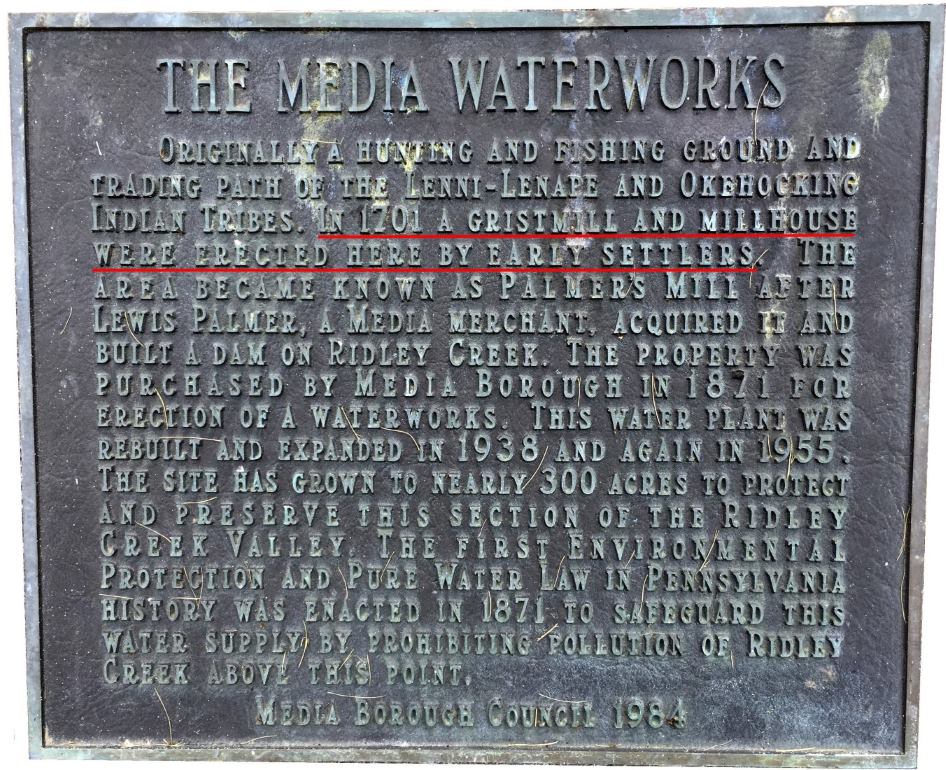 THE MEDIA WATERWORKS
ORIGINALLY A HUNTING AND FISHING GROUND AND
TRADING PATH OF THE LENNI-LENAPE AND OKEHOCKING
INDIAN TRIBES. IN 1701 A GRISTMILL AND MILLHOUSE
WERE ERECTED HERE BY EARLY SETTLERS. THE
AREA BECAME KNOWN AS PALMER'S MILL AFTER
LEWIS PALMER, A MEDIA MERCHANT, ACQUIRED IT AND
BUILT A DAM ON RIDLEY CREEK. THE PROPERTY WAS
PURCHASED BY MEDIA BOROUGH IN 1871 FOR
ERECTION OF A WATERWORKS. THIS WATER PLANT WAS
REBUILT AND EXPANDED IN 1938 AND AGAIN IN 1955.
THE SITE HAS GROWN TO NEARLY 300 ACRES TO PROTECT
AND PRESERVE THIS SECTION OF THE RIDLEY
CREEK VALLEY. THE FIRST ENVIRONMENTAL
PROTECTION AND PURE WATER LAW IN PENNSYLVANIA
HISTORY WAS ENACTED IN 1871 TO SAFEGUARD THIS
WATER SUPPLY BY PROHIBITING POLLUTION OF RIDLEY
CREEK ABOVE THIS POINT.
MEDIA BOROUGH COUNCIL 1984